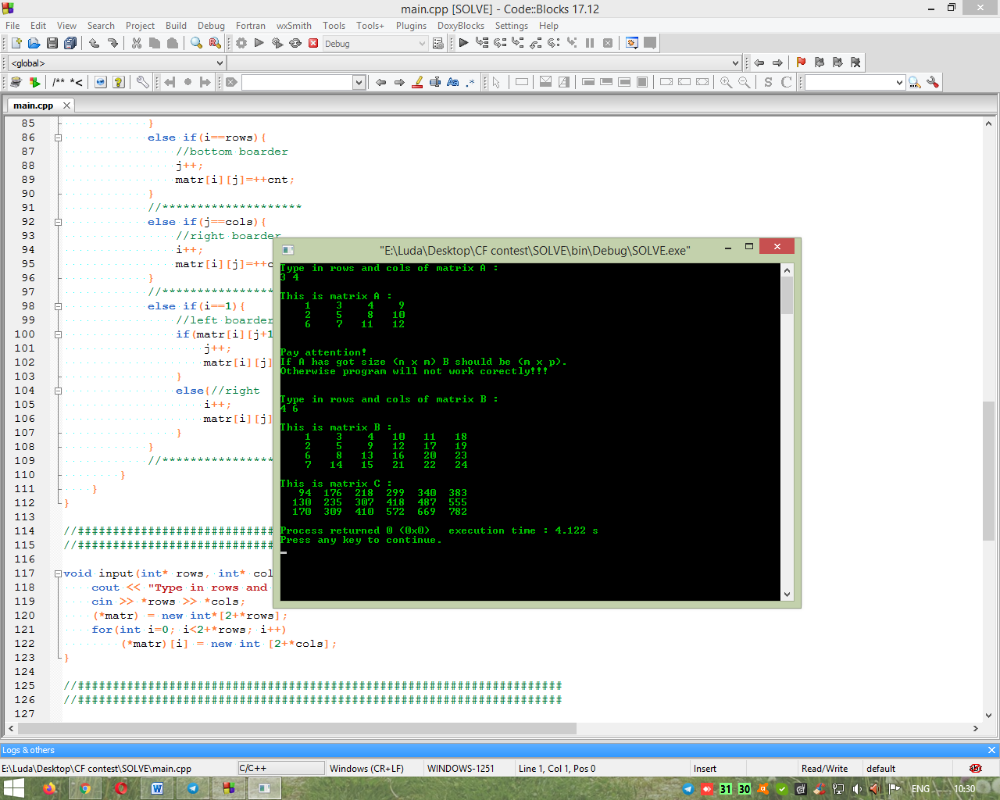 main.cpp [SOLVE] - Code::Blocks 17.12
File Edit View Search Project Build Debug Fortran wxSmith Tools Tools+ Plugins DoxyBlocks Settings Help
Debug
<global>
/** *< Aa .* S C
main.cpp
85 }
86 else if(i==rows){
87 //bottom boarder
88 j++;
89 matr[i][j]=++cnt;
90 }
91 //********************
92 else if(j==cols){
93 //right boarder
94 i++;
95 matr[i][j]=++c
96 }
97 //****************
98 else if(i==1){
99 //left boarder
100 if(matr[i][j+1
101 j++;
102 matr[i][j]
103 }
104 else{//right
105 i++;
106 matr[i][j]
107 }
108 }
109 //****************
110 }
111 }
112 }
113
114 //############################
115 //############################
116
117 void input(int* rows, int* col
118 cout << "Type in rows and
119 cin >> *rows >> *cols;
120 (*matr) = new int*[2+*rows];
121 for(int i=0; i<2+*rows; i++)
122 (*matr)[i] = new int [2+*cols];
123 }
124
125 //#####################################################################
126 //#####################################################################
127
"E:\Luda\Desktop\CF contest\SOLVE\bin\Debug\SOLVE.exe"
Type in rows and cols of matrix A :
3 4
This is matrix A :
1 3 4 9
2 5 8 10
6 7 11 12
Pay attention!
If A has got size (n x m) B should be (m x p).
Otherwise program will not work corectly!!!
Type in rows and cols of matrix B :
4 6
This is matrix B :
1 3 4 10 11 18
2 5 9 12 17 19
6 8 13 16 20 23
7 14 15 21 22 24
This is matrix C :
94 176 218 299 340 383
130 235 307 418 487 555
170 309 410 572 669 782
Process returned 0 (0x0) execution time : 4.122 s
Press any key to continue.
Logs & others
E:\Luda\Desktop\CF contest\SOLVE\main.cpp C/C++ Windows (CR+LF) WINDOWS-1251 Line 1, Col 1, Pos 0 Insert Read/Write default
31 30 ENG 10:30